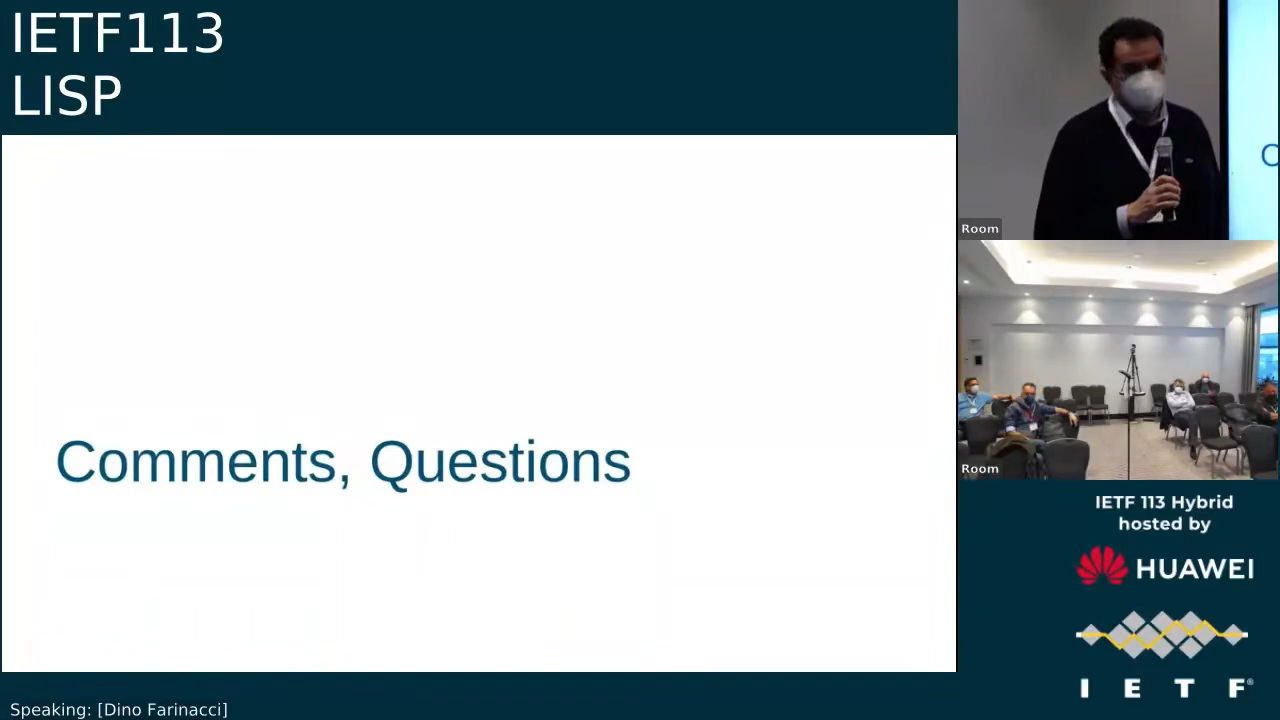 IETF113
LISP
Comments, Questions
C
Room
Room
IETF 113 Hybrid
hosted by
HUAWEI
I E T F®
Speaking: [Dino Farinacci]